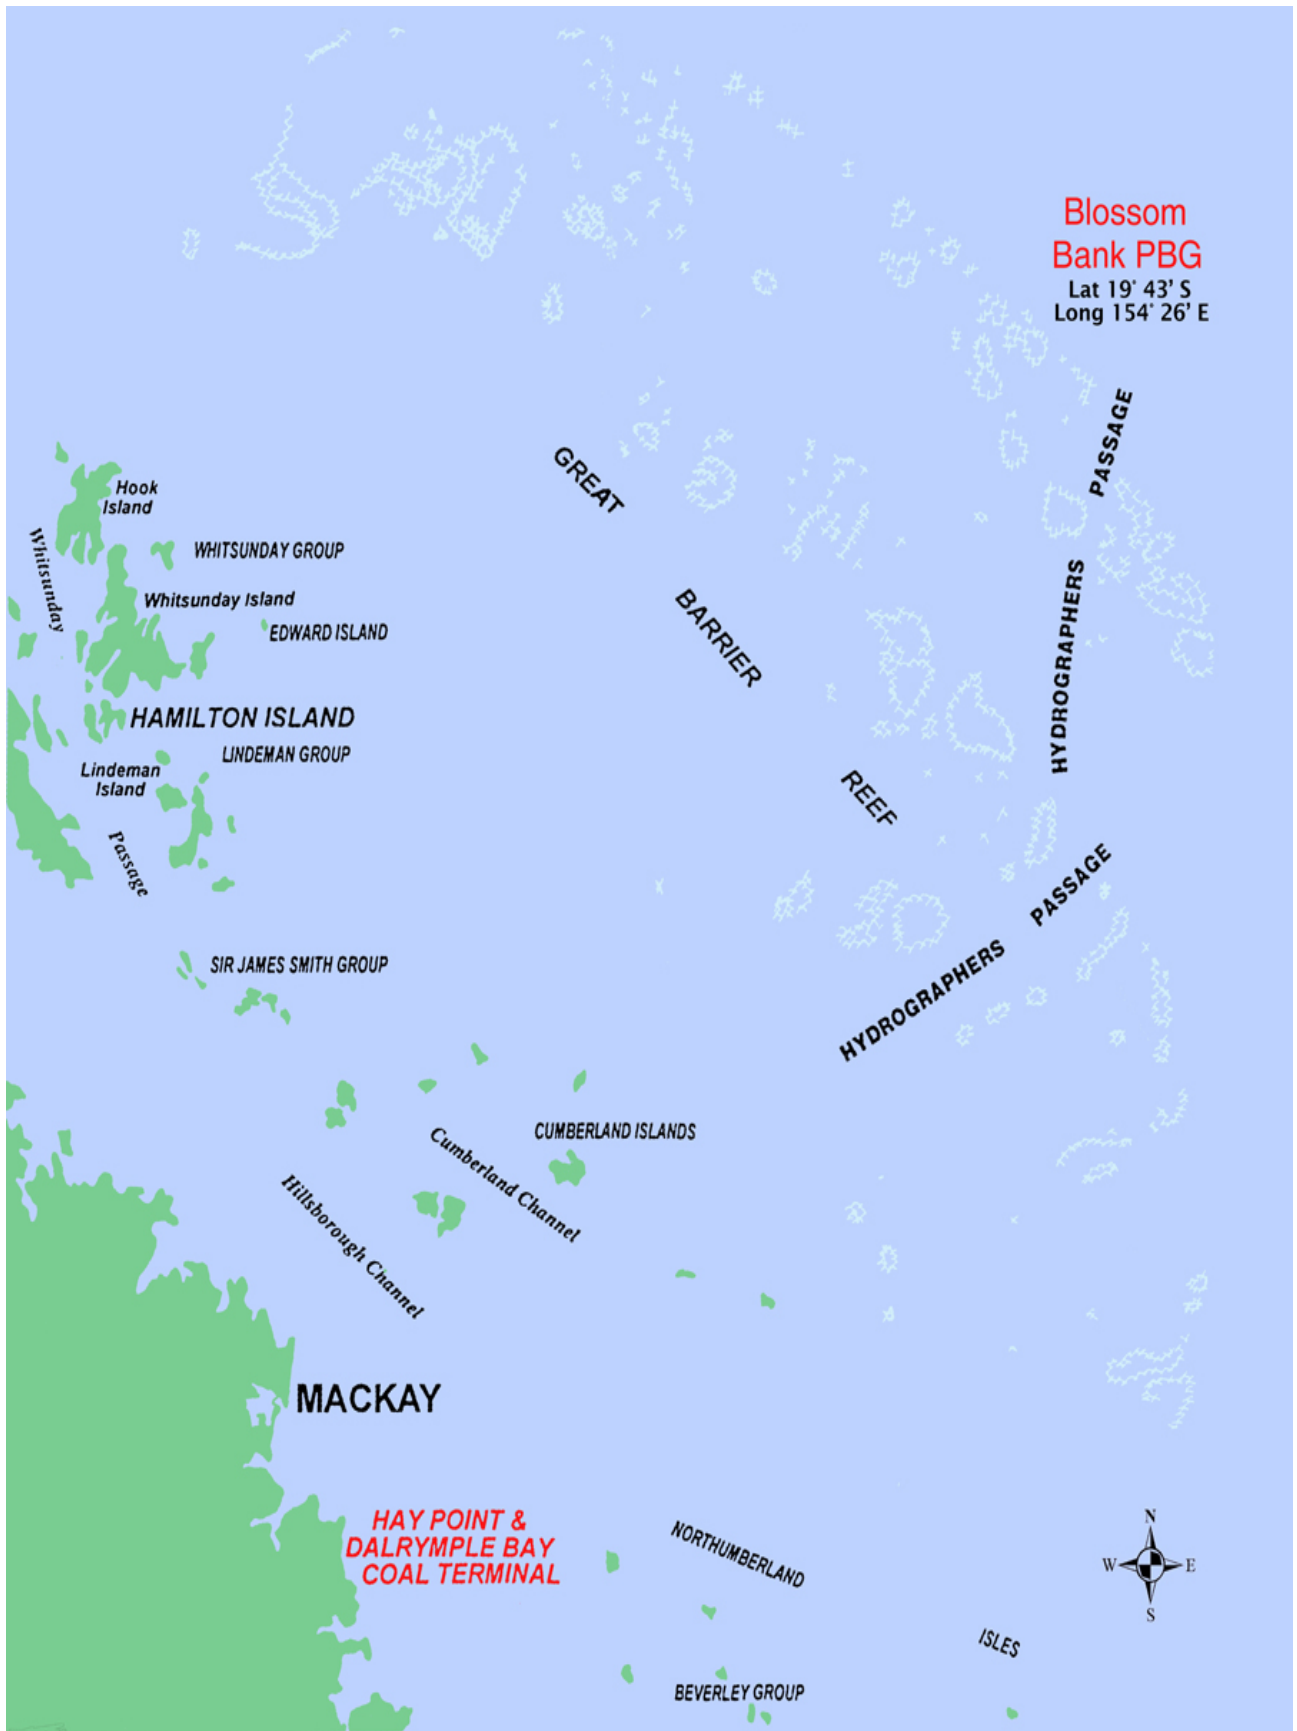 Blossom
Bank PBG
Lat 19° 43' S
Long 154° 26' E
PASSAGE
HYDROGRAPHERS
GREAT
BARRIER
REEF
Hook
Island
Whitsunday
WHITSUNDAY GROUP
Whitsunday Island
EDWARD ISLAND
HAMILTON ISLAND
LINDEMAN GROUP
Lindeman
Island
Passage
PASSAGE
HYDROGRAPHERS
SIR JAMES SMITH GROUP
CUMBERLAND ISLANDS
Cumberland Channel
Hillsborough Channel
MACKAY
HAY POINT &
DALRYMPLE BAY
COAL TERMINAL
NORTHUMBERLAND
ISLES
BEVERLEY GROUP
N
W E
S